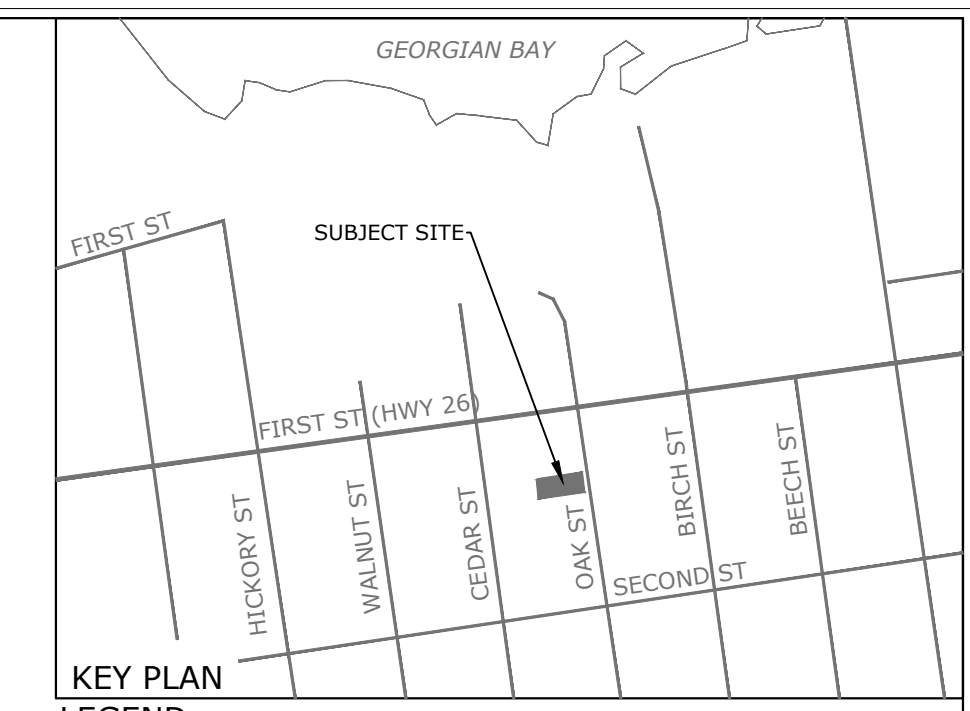 GEORGIAN BAY
FIRST ST
SUBJECT SITE
FIRST ST (HWY 26)
HICKORY ST
WALNUT ST
CEDAR ST
OAK ST
BIRCH ST
BEECH ST
SECOND ST
KEY PLAN
LEGEND